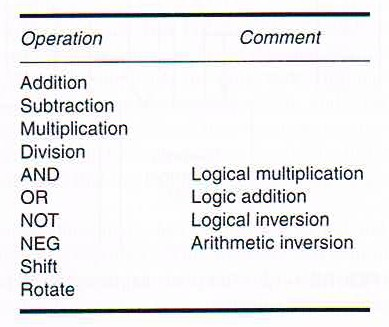 Operation Comment
Addition
Subtraction
Multiplication
Division
AND Logical multiplication
OR Logic addition
NOT Logical inversion
NEG Arithmetic inversion
Shift
Rotate